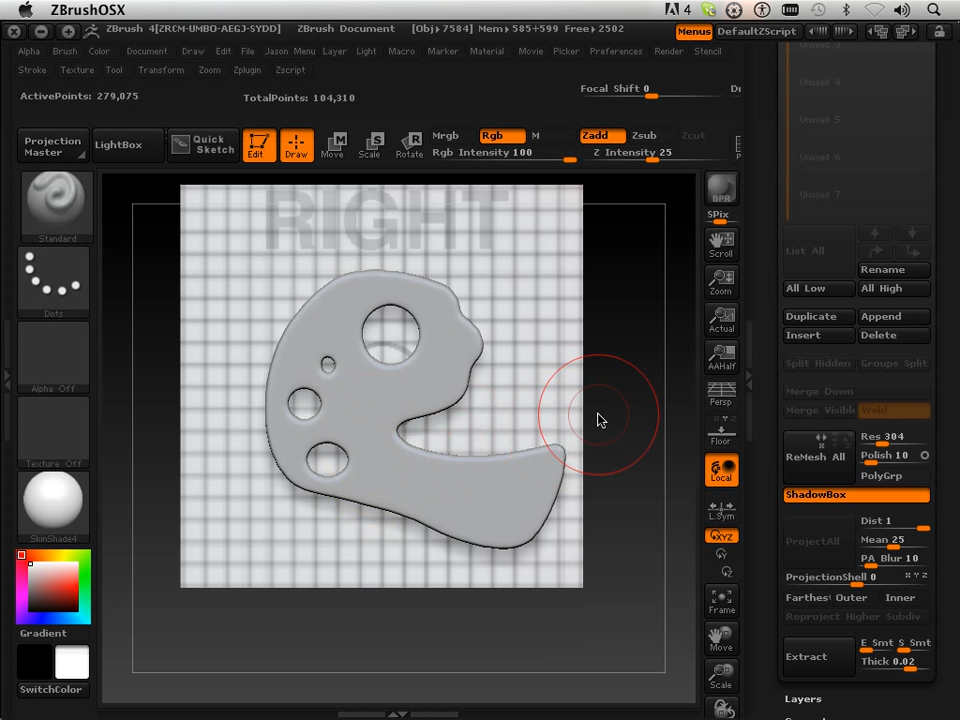 ZBrushOSX
4
ZBrush 4[ZRCM-UMBO-AEGJ-SYDD] ZBrush Document [Obj▸7584] Mem▸585+599 Free▸2502 Menus DefaultZScript
Alpha Brush Color Document Draw Edit File Jason Menu Layer Light Macro Marker Material Movie Picker Preferences Render Stencil
Stroke Texture Tool Transform Zoom Zplugin Zscript
ActivePoints: 279,075 TotalPoints: 104,310 Focal Shift 0
Projection Master
LightBox
Quick Sketch
Edit
Draw
Move
Scale
Rotate
Mrgb Rgb M Zadd Zsub Zcut
Rgb Intensity 100 Z Intensity 25
Standard
Dots
Alpha Off
Texture Off
SkinShade4
Gradient
SwitchColor
RIGHT
BPR
SPix
Scroll
Zoom
Actual
AAHalf
Persp
Floor
Local
L.Sym
XYZ
Y
Z
Frame
Move
Scale
Unused 3
Unused 4
Unused 5
Unused 6
Unused 7
List All
Rename
All Low All High
Duplicate Append
Insert Delete
Split Hidden Groups Split
Merge Down
Merge Visible Weld
ReMesh All
Res 304
Polish 10
PolyGrp
ShadowBox
ProjectAll
Dist 1
Mean 25
PA Blur 10
ProjectionShell 0
Farthest Outer Inner
Reproject Higher Subdiv
Extract
E Smt S Smt
Thick 0.02
Layers